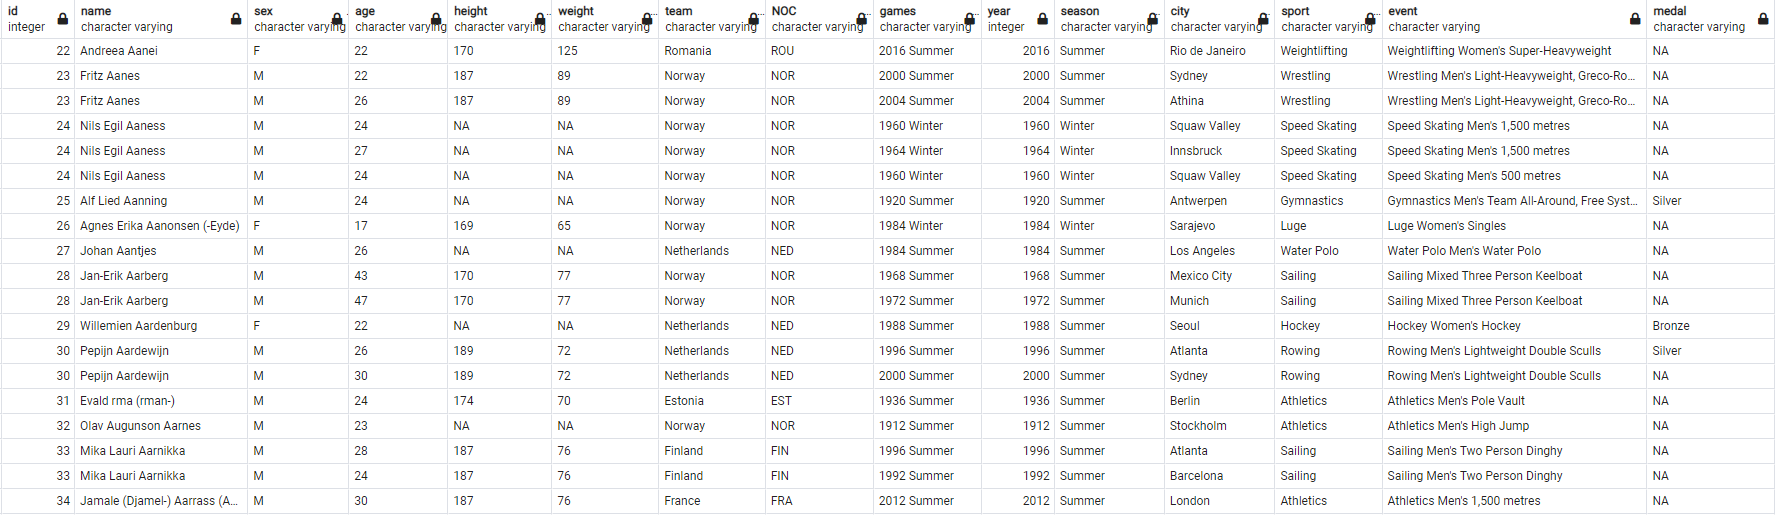 id name sex age height weight team NOC games year season city sport event medal
integer character varying character varying character varying character varying character varying character varying character varying character varying integer character varying character varying character varying character varying character varying
22 Andreea Aanei F 22 170 125 Romania ROU 2016 Summer 2016 Summer Rio de Janeiro Weightlifting Weightlifting Women's Super-Heavyweight NA
23 Fritz Aanes M 22 187 89 Norway NOR 2000 Summer 2000 Summer Sydney Wrestling Wrestling Men's Light-Heavyweight, Greco-Ro... NA
23 Fritz Aanes M 26 187 89 Norway NOR 2004 Summer 2004 Summer Athina Wrestling Wrestling Men's Light-Heavyweight, Greco-Ro... NA
24 Nils Egil Aaness M 24 NA NA Norway NOR 1960 Winter 1960 Winter Squaw Valley Speed Skating Speed Skating Men's 1,500 metres NA
24 Nils Egil Aaness M 27 NA NA Norway NOR 1964 Winter 1964 Winter Innsbruck Speed Skating Speed Skating Men's 1,500 metres NA
24 Nils Egil Aaness M 24 NA NA Norway NOR 1960 Winter 1960 Winter Squaw Valley Speed Skating Speed Skating Men's 500 metres NA
25 Alf Lied Aanning M 24 NA NA Norway NOR 1920 Summer 1920 Summer Antwerpen Gymnastics Gymnastics Men's Team All-Around, Free Syst... Silver
26 Agnes Erika Aanonsen (-Eyde) F 17 169 65 Norway NOR 1984 Winter 1984 Winter Sarajevo Luge Luge Women's Singles NA
27 Johan Aantjes M 26 NA NA Netherlands NED 1984 Summer 1984 Summer Los Angeles Water Polo Water Polo Men's Water Polo NA
28 Jan-Erik Aarberg M 43 170 77 Norway NOR 1968 Summer 1968 Summer Mexico City Sailing Sailing Mixed Three Person Keelboat NA
28 Jan-Erik Aarberg M 47 170 77 Norway NOR 1972 Summer 1972 Summer Munich Sailing Sailing Mixed Three Person Keelboat NA
29 Willemien Aardenburg F 22 NA NA Netherlands NED 1988 Summer 1988 Summer Seoul Hockey Hockey Women's Hockey Bronze
30 Pepijn Aardewijn M 26 189 72 Netherlands NED 1996 Summer 1996 Summer Atlanta Rowing Rowing Men's Lightweight Double Sculls Silver
30 Pepijn Aardewijn M 30 189 72 Netherlands NED 2000 Summer 2000 Summer Sydney Rowing Rowing Men's Lightweight Double Sculls NA
31 Evald rma (rman-) M 24 174 70 Estonia EST 1936 Summer 1936 Summer Berlin Athletics Athletics Men's Pole Vault NA
32 Olav Augunson Aarnes M 23 NA NA Norway NOR 1912 Summer 1912 Summer Stockholm Athletics Athletics Men's High Jump NA
33 Mika Lauri Aarnikka M 28 187 76 Finland FIN 1996 Summer 1996 Summer Atlanta Sailing Sailing Men's Two Person Dinghy NA
33 Mika Lauri Aarnikka M 24 187 76 Finland FIN 1992 Summer 1992 Summer Barcelona Sailing Sailing Men's Two Person Dinghy NA
34 Jamale (Djamel-) Aarrass (A... M 30 187 76 France FRA 2012 Summer 2012 Summer London Athletics Athletics Men's 1,500 metres NA